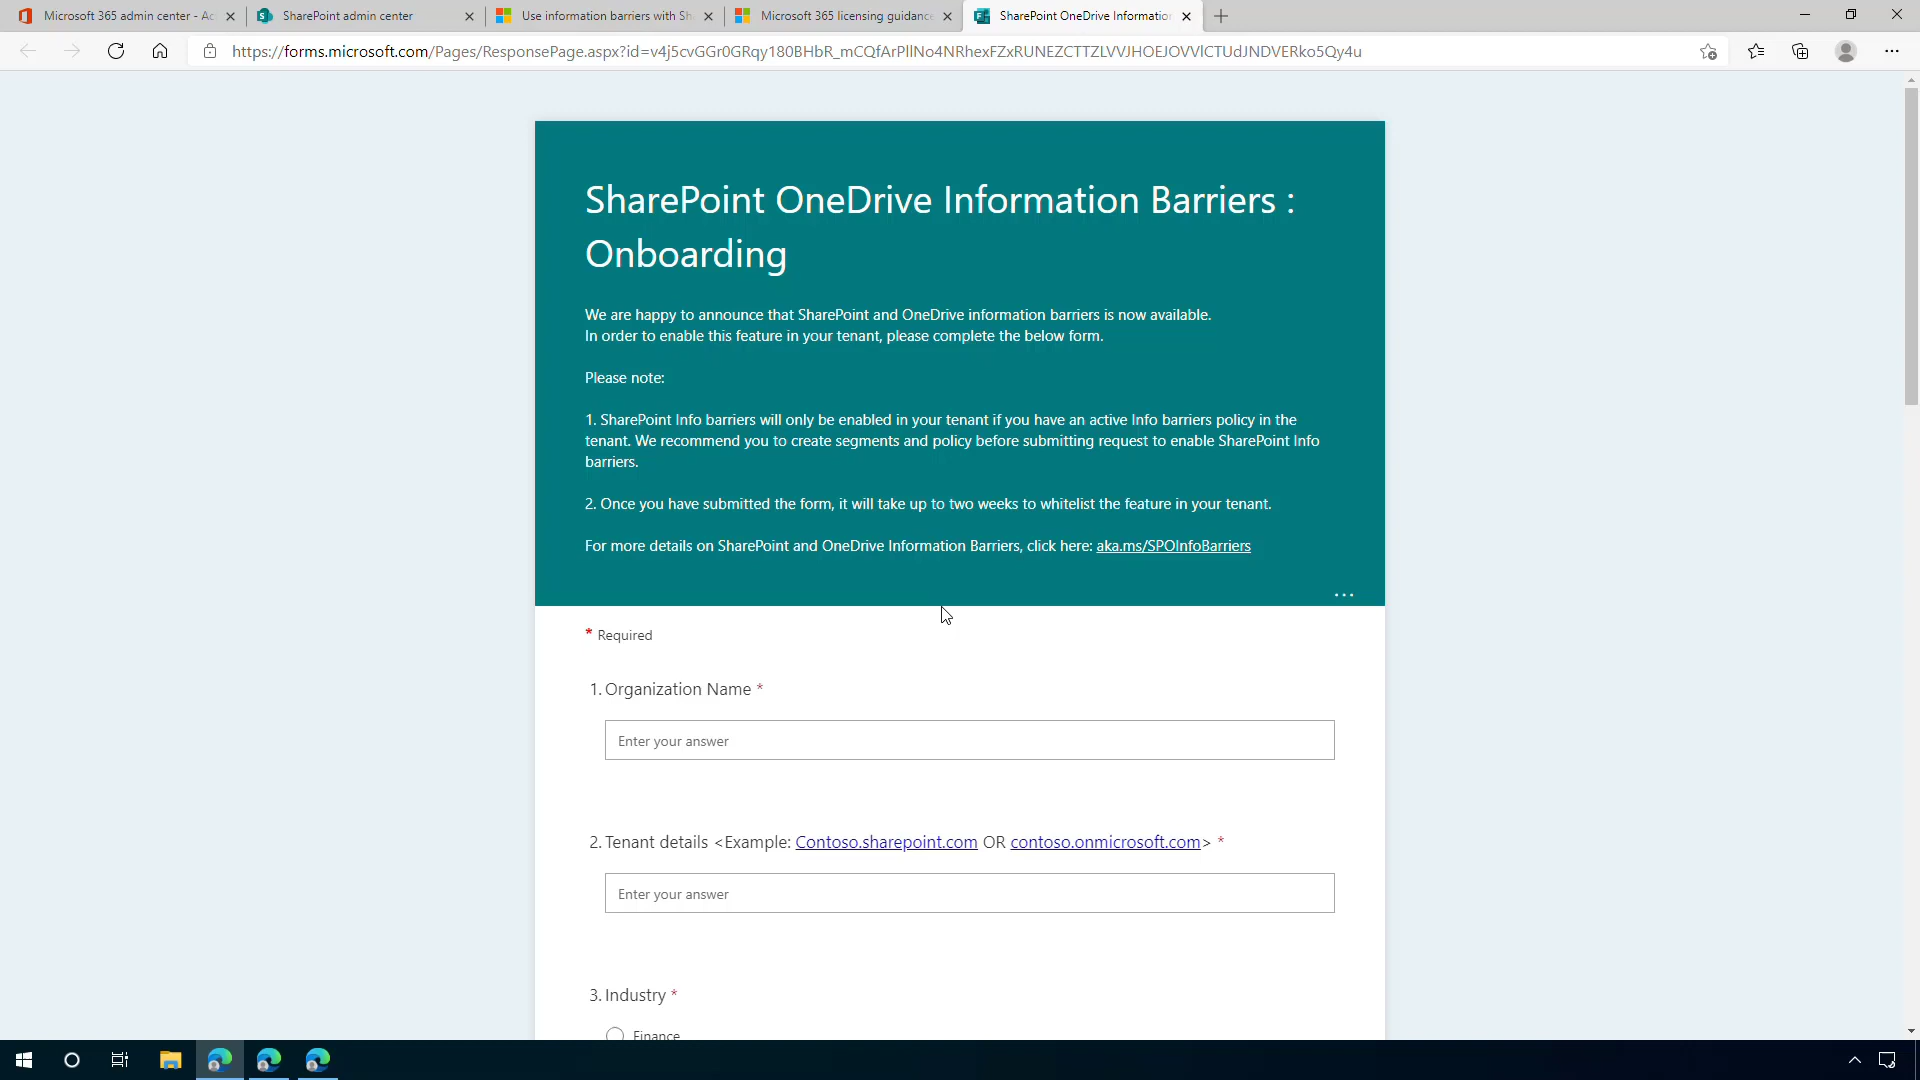 Microsoft 365 admin center - Ac
SharePoint admin center
Use information barriers with Sh
Microsoft 365 licensing guidance
SharePoint OneDrive Information
https://forms.microsoft.com/Pages/ResponsePage.aspx?id=v4j5cvGGr0GRqy180BHbR_mCQfArPllNo4NRhexFZxRUNEZCTTZLVVJHOEJOVVlCTUdJNDVERko5Qy4u
SharePoint OneDrive Information Barriers :
Onboarding
We are happy to announce that SharePoint and OneDrive information barriers is now available.
In order to enable this feature in your tenant, please complete the below form.
Please note:
1. SharePoint Info barriers will only be enabled in your tenant if you have an active Info barriers policy in the
tenant. We recommend you to create segments and policy before submitting request to enable SharePoint Info
barriers.
2. Once you have submitted the form, it will take up to two weeks to whitelist the feature in your tenant.
For more details on SharePoint and OneDrive Information Barriers, click here: aka.ms/SPOInfoBarriers
...
* Required
1. Organization Name *
Enter your answer
2. Tenant details <Example: Contoso.sharepoint.com OR contoso.onmicrosoft.com> *
Enter your answer
3. Industry *
Finance